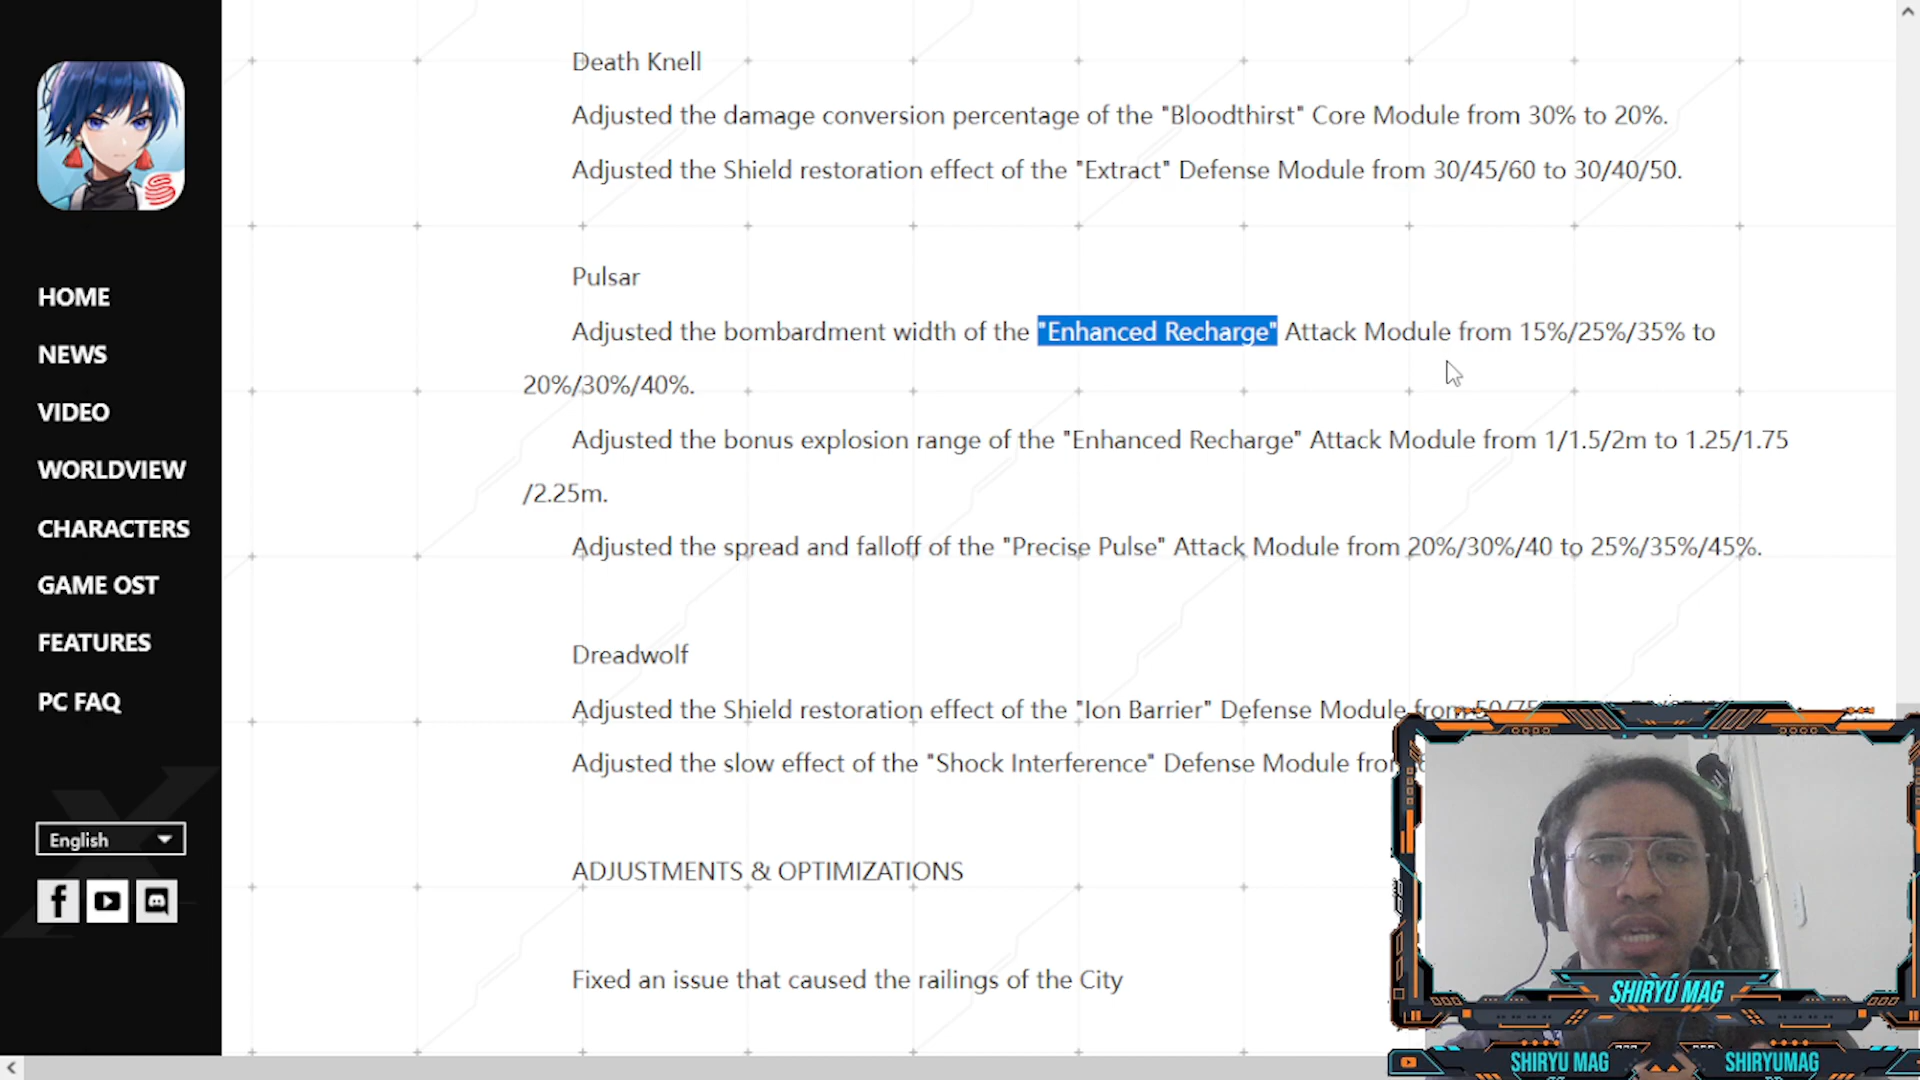 Death Knell
Adjusted the damage conversion percentage of the "Bloodthirst" Core Module from 30% to 20%.
Adjusted the Shield restoration effect of the "Extract" Defense Module from 30/45/60 to 30/40/50.
Pulsar
Adjusted the bombardment width of the "Enhanced Recharge" Attack Module from 15%/25%/35% to
20%/30%/40%.
Adjusted the bonus explosion range of the "Enhanced Recharge" Attack Module from 1/1.5/2m to 1.25/1.75
/2.25m.
Adjusted the spread and falloff of the "Precise Pulse" Attack Module from 20%/30%/40 to 25%/35%/45%.
Dreadwolf
Adjusted the Shield restoration effect of the "Ion Barrier" Defense Module from
Adjusted the slow effect of the "Shock Interference" Defense Module from
ADJUSTMENTS & OPTIMIZATIONS
Fixed an issue that caused the railings of the City
HOME
NEWS
VIDEO
WORLDVIEW
CHARACTERS
GAME OST
FEATURES
PC FAQ
English
SHIRYU MAG
SHIRYU MAG
SHIRYUMAG